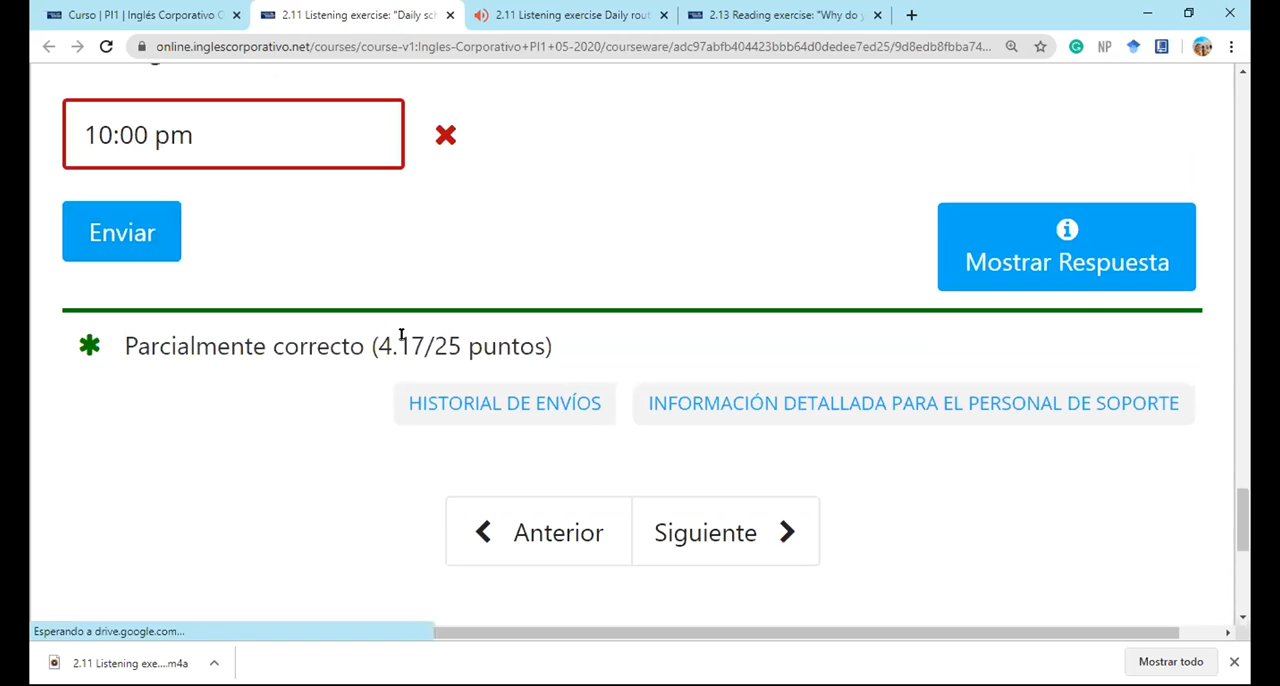 Curso | PI1 | Inglés Corporativo C
2.11 Listening exercise: "Daily sch
2.11 Listening exercise Daily rout
2.13 Reading exercise: "Why do y
online.inglescorporativo.net/courses/course-v1:Ingles-Corporativo+PI1+05-2020/courseware/adc97abfb404423bbb64d0dedee7ed25/9d8edb8fbba74...
NP
10:00 pm
Enviar
Mostrar Respuesta
Parcialmente correcto (4.17/25 puntos)
HISTORIAL DE ENVÍOS
INFORMACIÓN DETALLADA PARA EL PERSONAL DE SOPORTE
Anterior
Siguiente
Esperando a drive.google.com...
2.11 Listening exe....m4a
Mostrar todo